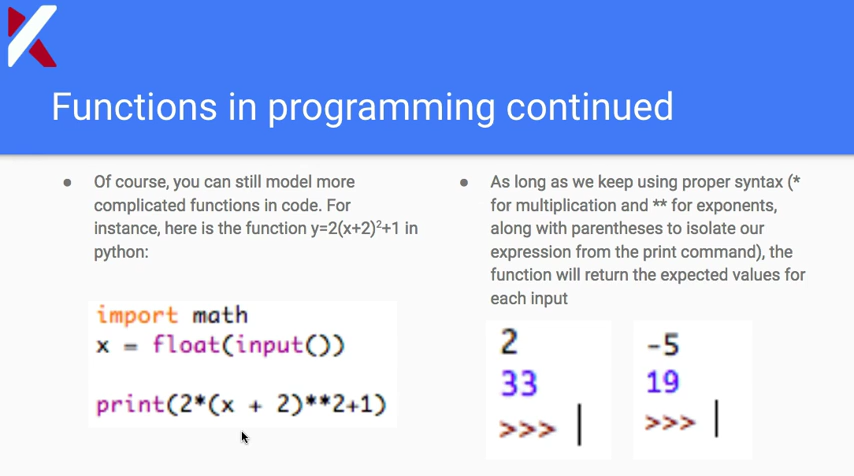 Functions in programming continued
● Of course, you can still model more
complicated functions in code. For
instance, here is the function y=2(x+2)²+1 in
python:
import math
x = float(input())
print(2*(x + 2)**2+1)
● As long as we keep using proper syntax (*
for multiplication and ** for exponents,
along with parentheses to isolate our
expression from the print command), the
function will return the expected values for
each input
2
33
>>>
-5
19
>>>